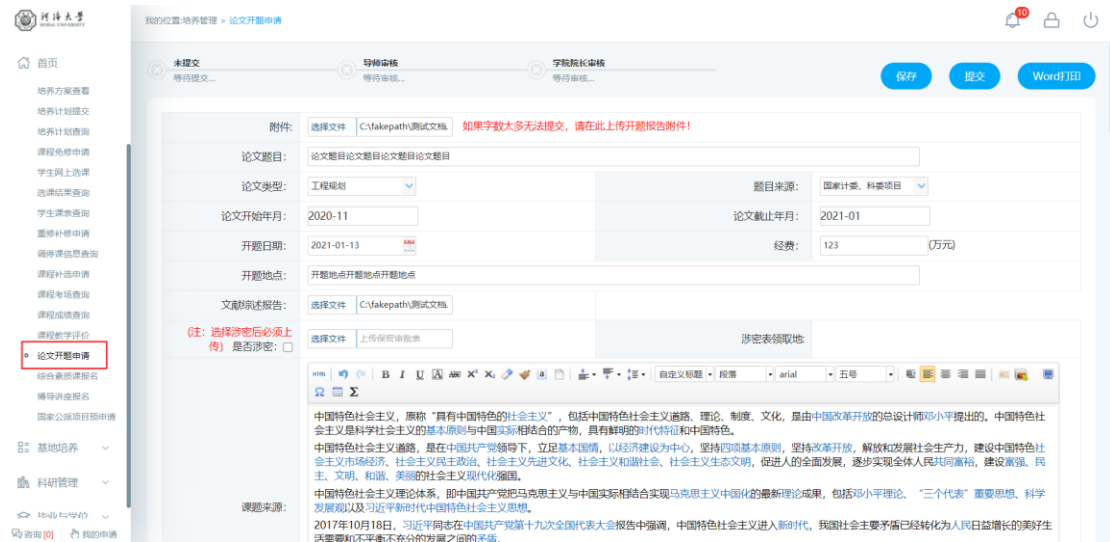 河海大学
HOHAI UNIVERSITY
我的位置:培养管理 > 论文开题申请
10
首页
培养方案查看
培养计划提交
培养计划查询
课程免修申请
学生网上选课
选课结果查询
学生课表查询
重修补修申请
调停课信息查询
课程补选申请
课程考场查询
课程成绩查询
课程教学评价
论文开题申请
综合素质课报名
博导讲座报名
国家公派项目预申请
基地培养
科研管理
毕业与学位
咨询[0] 我的申请
未提交
等待提交...
导师审核
等待审核...
学院院长审核
等待审核...
保存 提交 Word打印
附件: 选择文件 C:\fakepath\测试文档. 如果字数太多无法提交，请在此上传开题报告附件！
论文题目: 论文题目论文题目论文题目论文题目
论文类型: 工程规划 题目来源: 国家计委、科委项目
论文开始年月: 2020-11 论文截止年月: 2021-01
开题日期: 2021-01-13 经费: 123 (万元)
开题地点: 开题地点开题地点开题地点
文献综述报告: 选择文件 C:\fakepath\测试文档.
(注：选择涉密后必须上
传) 是否涉密: 选择文件 上传保密审批表 涉密表领取地:
HTML B I U A ABC X² X₂ a 自定义标题 段落 arial 五号
Ω Σ
课题来源:
中国特色社会主义，原称“具有中国特色的社会主义”，包括中国特色社会主义道路、理论、制度、文化，是由中国改革开放的总设计师邓小平提出的。中国特色社
会主义是科学社会主义的基本原则与中国实际相结合的产物，具有鲜明的时代特征和中国特色。
中国特色社会主义道路，是在中国共产党领导下，立足基本国情，以经济建设为中心，坚持四项基本原则，坚持改革开放，解放和发展社会生产力，建设中国特色社
会主义市场经济、社会主义民主政治、社会主义先进文化、社会主义和谐社会、社会主义生态文明，促进人的全面发展，逐步实现全体人民共同富裕，建设富强、民
主、文明、和谐、美丽的社会主义现代化强国。
中国特色社会主义理论体系，即中国共产党把马克思主义与中国实际相结合实现马克思主义中国化的最新理论成果，包括邓小平理论、“三个代表”重要思想、科学
发展观以及习近平新时代中国特色社会主义思想。
2017年10月18日，习近平同志在中国共产党第十九次全国代表大会报告中强调，中国特色社会主义进入新时代，我国社会主要矛盾已经转化为人民日益增长的美好生
活需要和不平衡不充分的发展之间的矛盾。